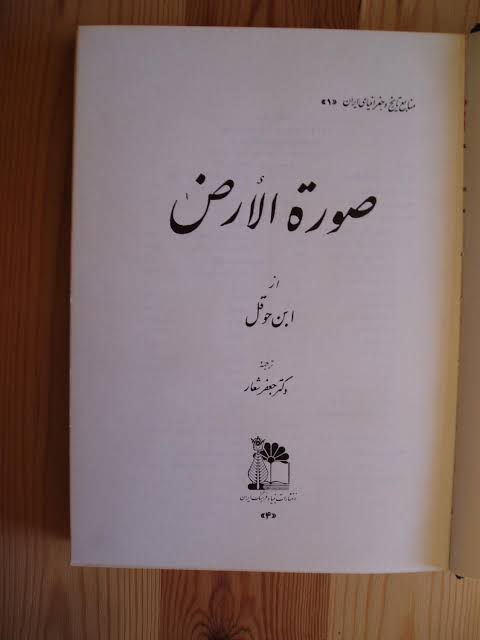 منابع تاریخ و جغرافیای ایران «۱»
صورة الأرض
از
ابن حوقل
ترجمهٔ
دکتر جعفر شعار
انتشارات بنیاد فرهنگ ایران
«۴»